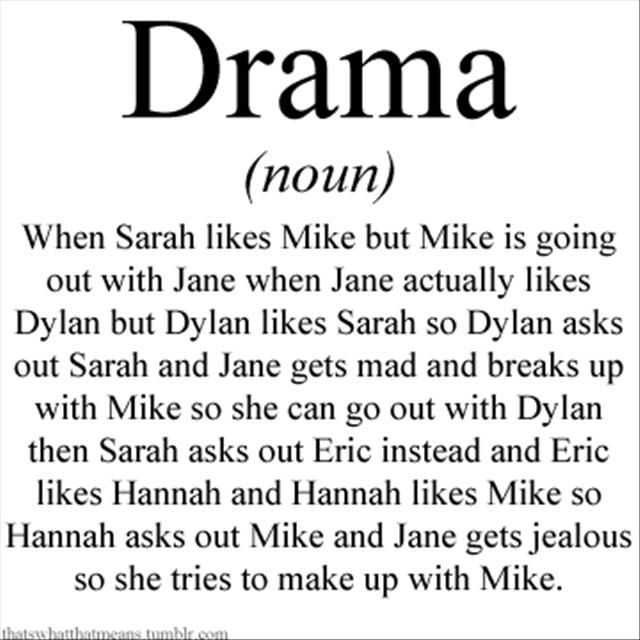 Drama
(noun)
When Sarah likes Mike but Mike is going
out with Jane when Jane actually likes
Dylan but Dylan likes Sarah so Dylan asks
out Sarah and Jane gets mad and breaks up
with Mike so she can go out with Dylan
then Sarah asks out Eric instead and Eric
likes Hannah and Hannah likes Mike so
Hannah asks out Mike and Jane gets jealous
so she tries to make up with Mike.
thatswhatthatmeans.tumblr.com